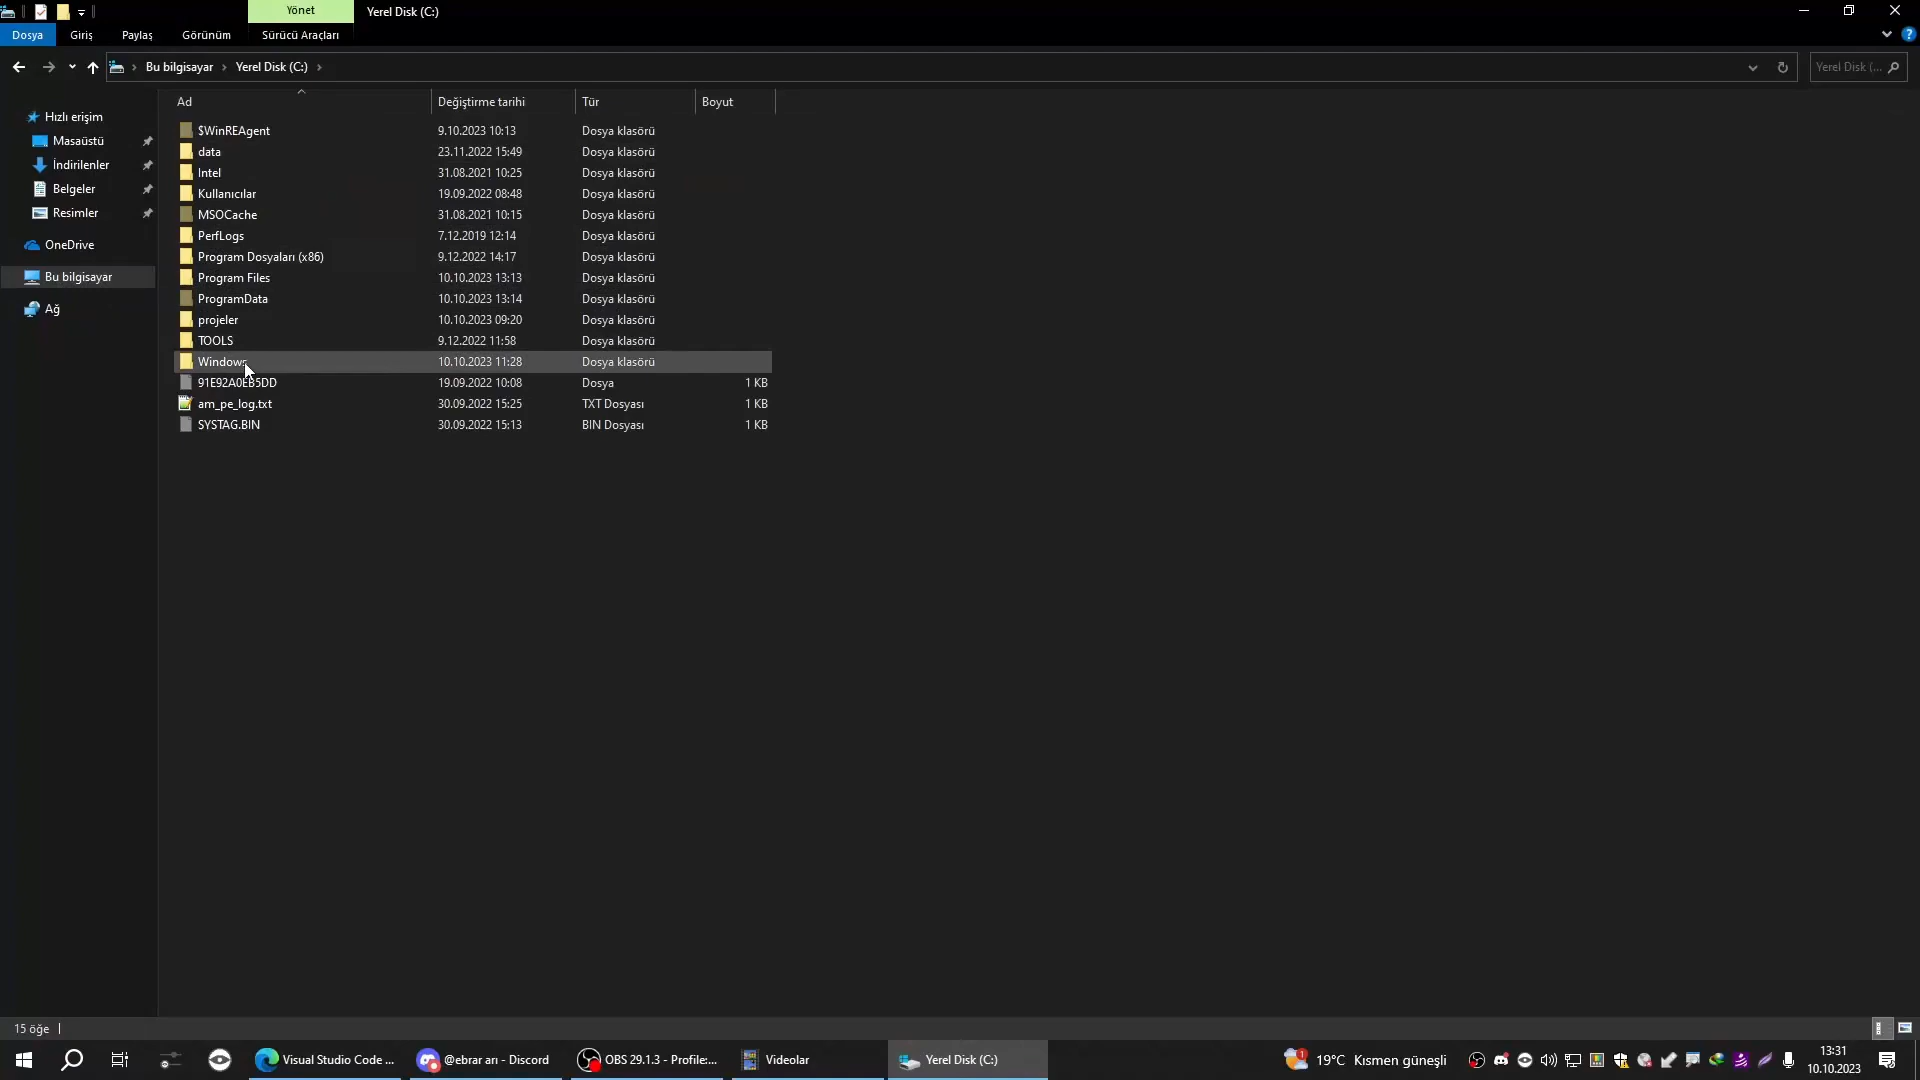 Yönet
Yerel Disk (C:)
Dosya
Giriş
Paylaş
Görünüm
Sürücü Araçları
Bu bilgisayar
Yerel Disk (C:)
Yerel Disk (...
Ad
Değiştirme tarihi
Tür
Boyut
Hızlı erişim
Masaüstü
İndirilenler
Belgeler
Resimler
OneDrive
Bu bilgisayar
Ağ
$WinREAgent 9.10.2023 10:13 Dosya klasörü
data 23.11.2022 15:49 Dosya klasörü
Intel 31.08.2021 10:25 Dosya klasörü
Kullanıcılar 19.09.2022 08:48 Dosya klasörü
MSOCache 31.08.2021 10:15 Dosya klasörü
PerfLogs 7.12.2019 12:14 Dosya klasörü
Program Dosyaları (x86) 9.12.2022 14:17 Dosya klasörü
Program Files 10.10.2023 13:13 Dosya klasörü
ProgramData 10.10.2023 13:14 Dosya klasörü
projeler 10.10.2023 09:20 Dosya klasörü
TOOLS 9.12.2022 11:58 Dosya klasörü
Windows 10.10.2023 11:28 Dosya klasörü
91E92A0EB5DD 19.09.2022 10:08 Dosya 1 KB
am_pe_log.txt 30.09.2022 15:25 TXT Dosyası 1 KB
SYSTAG.BIN 30.09.2022 15:13 BIN Dosyası 1 KB
15 öğe
Visual Studio Code ...
@ebrar arı - Discord
OBS 29.1.3 - Profile:...
Videolar
Yerel Disk (C:)
1
19°C Kısmen güneşli
13:31
10.10.2023